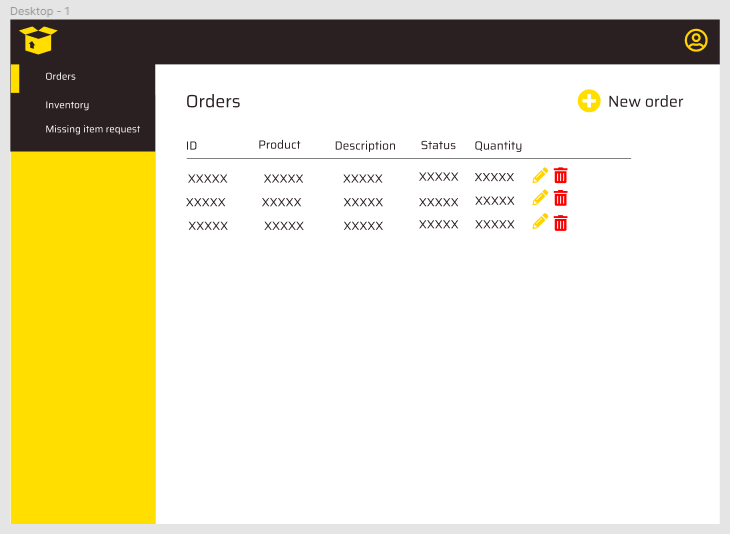 Desktop - 1
Orders
Inventory
Missing item request
Orders
New order
ID Product Description Status Quantity
XXXXX XXXXX XXXXX XXXXX XXXXX
XXXXX XXXXX XXXXX XXXXX XXXXX
XXXXX XXXXX XXXXX XXXXX XXXXX